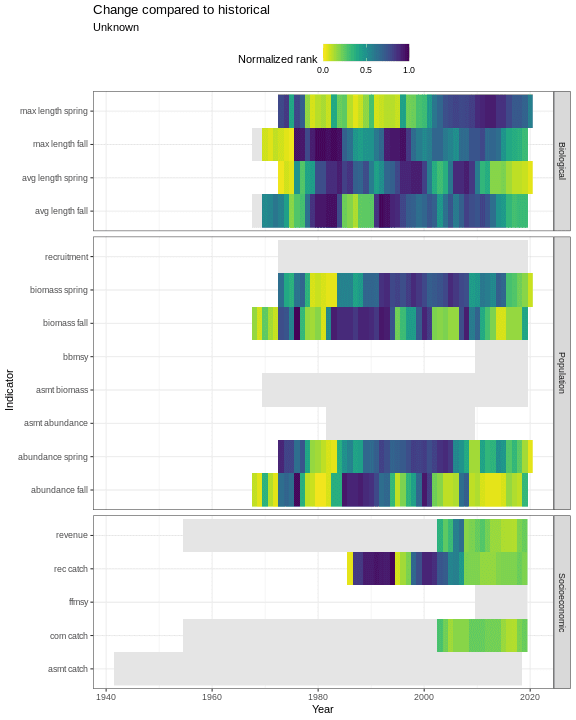 Change compared to historical
Unknown
Normalized rank
0.0 0.5 1.0
max length spring
max length fall
avg length spring
avg length fall
Biological
recruitment
biomass spring
biomass fall
bbmsy
asmt biomass
asmt abundance
abundance spring
abundance fall
Population
revenue
rec catch
ffmsy
com catch
asmt catch
Socioeconomic
Indicator
1940 1960 1980 2000 2020
Year